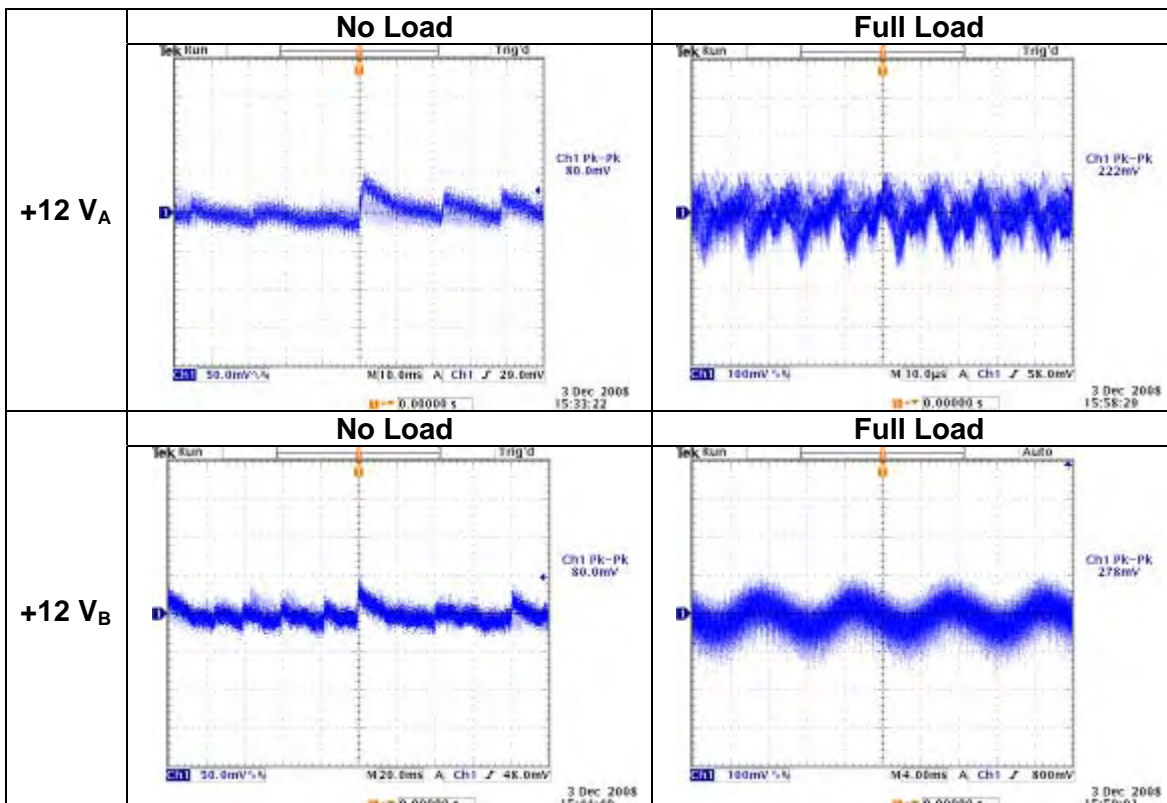 No Load
Full Load
+12 VA
Tek Run
Trig'd
Ch1 Pk-Pk
80.0mV
1
Ch1 50.0mV M 10.0ms A Ch1 ∫ 29.0mV
0.00000 s
3 Dec 2008
15:33:22
Tek Run
Trig'd
Ch1 Pk-Pk
222mV
1
Ch1 100mV M 10.0µs A Ch1 ∫ 58.0mV
0.00000 s
3 Dec 2008
15:58:29
No Load
Full Load
+12 VB
Tek Run
Trig'd
Ch1 Pk-Pk
80.0mV
1
Ch1 50.0mV M 20.0ms A Ch1 ∫ 48.0mV
3 Dec 2008
Tek Run
Auto
Ch1 Pk-Pk
278mV
1
Ch1 100mV M 4.00ms A Ch1 ∫ 800mV
3 Dec 2008